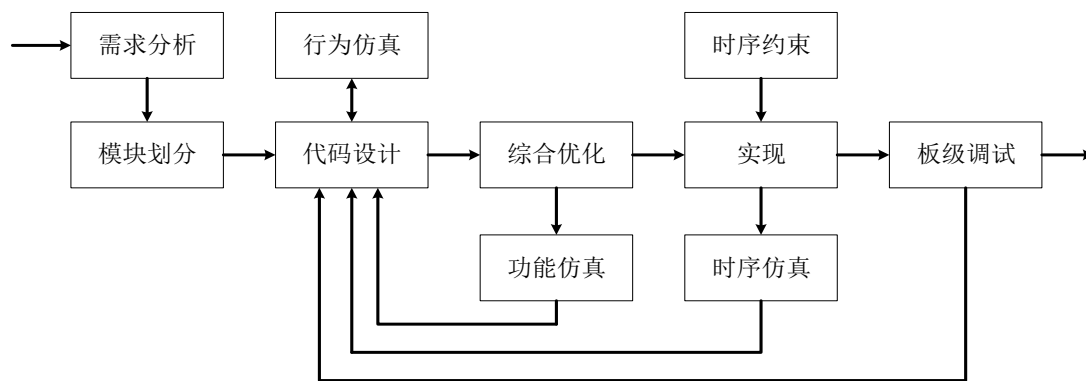 需求分析
行为仿真
时序约束
模块划分
代码设计
综合优化
实现
板级调试
功能仿真
时序仿真